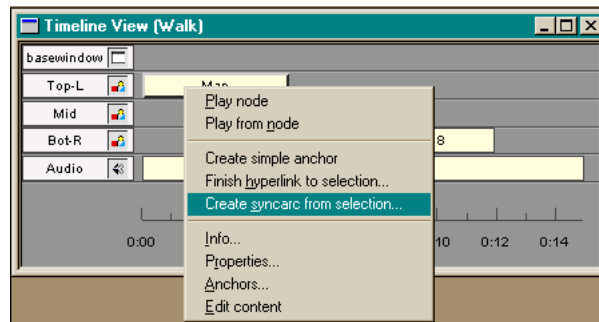 Timeline View (Walk)
basewindow
Top-L
Map
Mid
Bot-R
8
Audio
Play node
Play from node
Create simple anchor
Finish hyperlink to selection...
Create syncarc from selection...
Info...
Properties...
Anchors...
Edit content
0:00
10
0:12
0:14